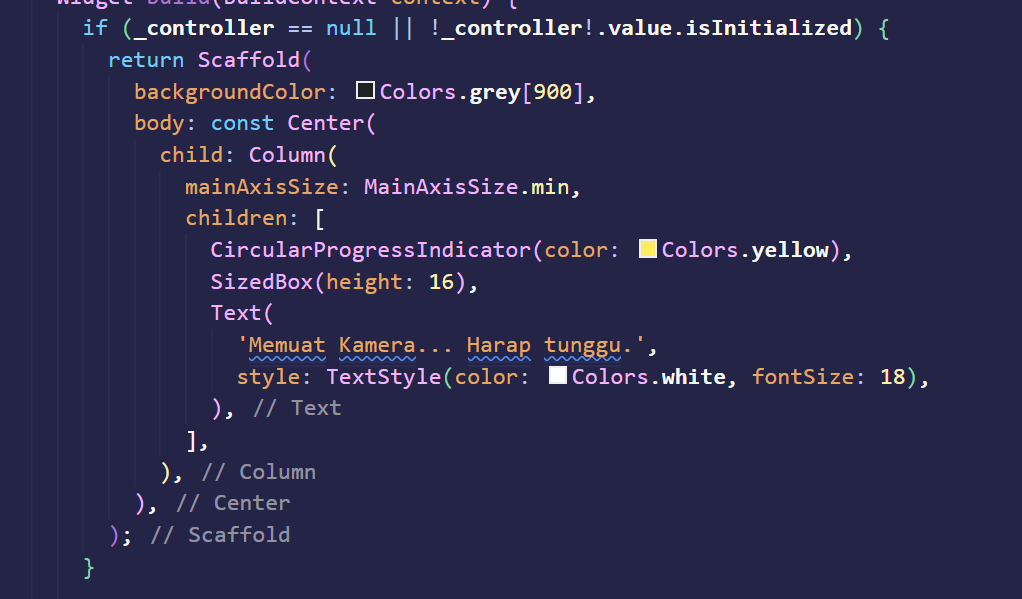 Widget build(BuildContext context) {
if (_controller == null || !_controller!.value.isInitialized) {
return Scaffold(
backgroundColor: Colors.grey[900],
body: const Center(
child: Column(
mainAxisSize: MainAxisSize.min,
children: [
CircularProgressIndicator(color: Colors.yellow),
SizedBox(height: 16),
Text(
'Memuat Kamera... Harap tunggu.',
style: TextStyle(color: Colors.white, fontSize: 18),
), // Text
],
), // Column
), // Center
); // Scaffold
}